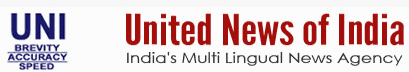 UNI
BREVITY
ACCURACY
SPEED
United News of India
India's Multi Lingual News Agency